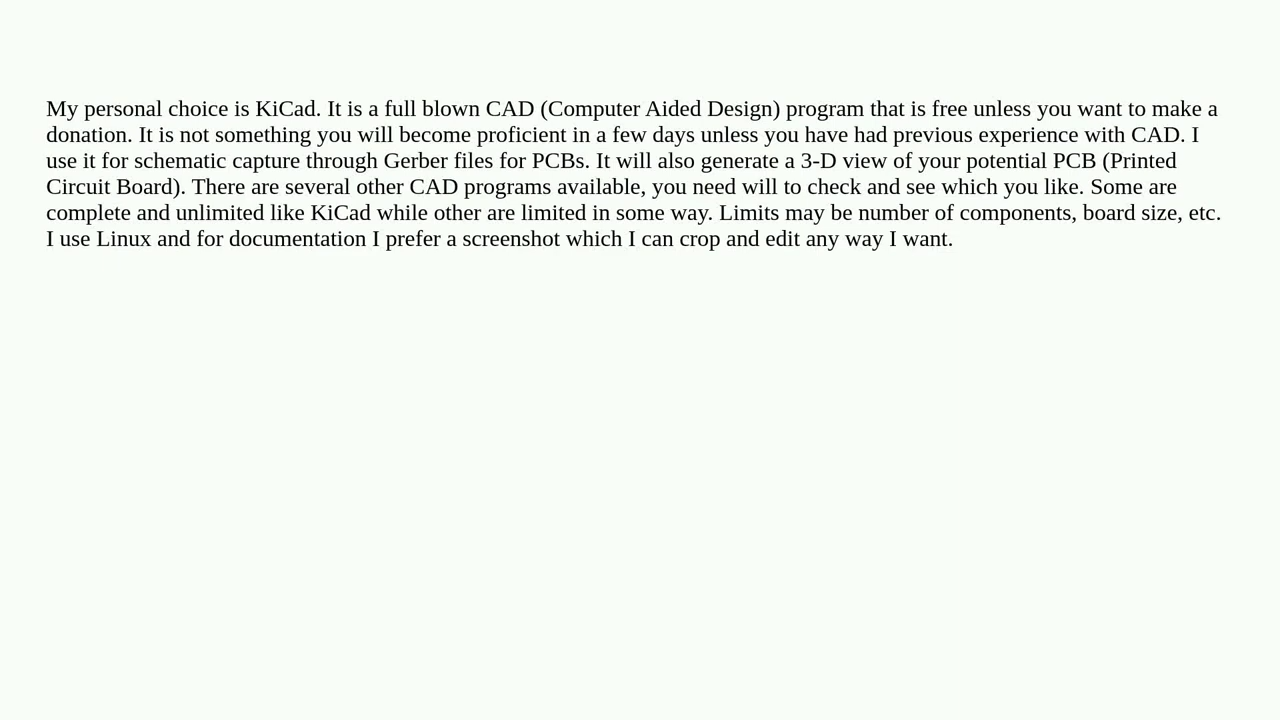 My personal choice is KiCad. It is a full blown CAD (Computer Aided Design) program that is free unless you want to make a
donation. It is not something you will become proficient in a few days unless you have had previous experience with CAD. I
use it for schematic capture through Gerber files for PCBs. It will also generate a 3-D view of your potential PCB (Printed
Circuit Board). There are several other CAD programs available, you need will to check and see which you like. Some are
complete and unlimited like KiCad while other are limited in some way. Limits may be number of components, board size, etc.
I use Linux and for documentation I prefer a screenshot which I can crop and edit any way I want.